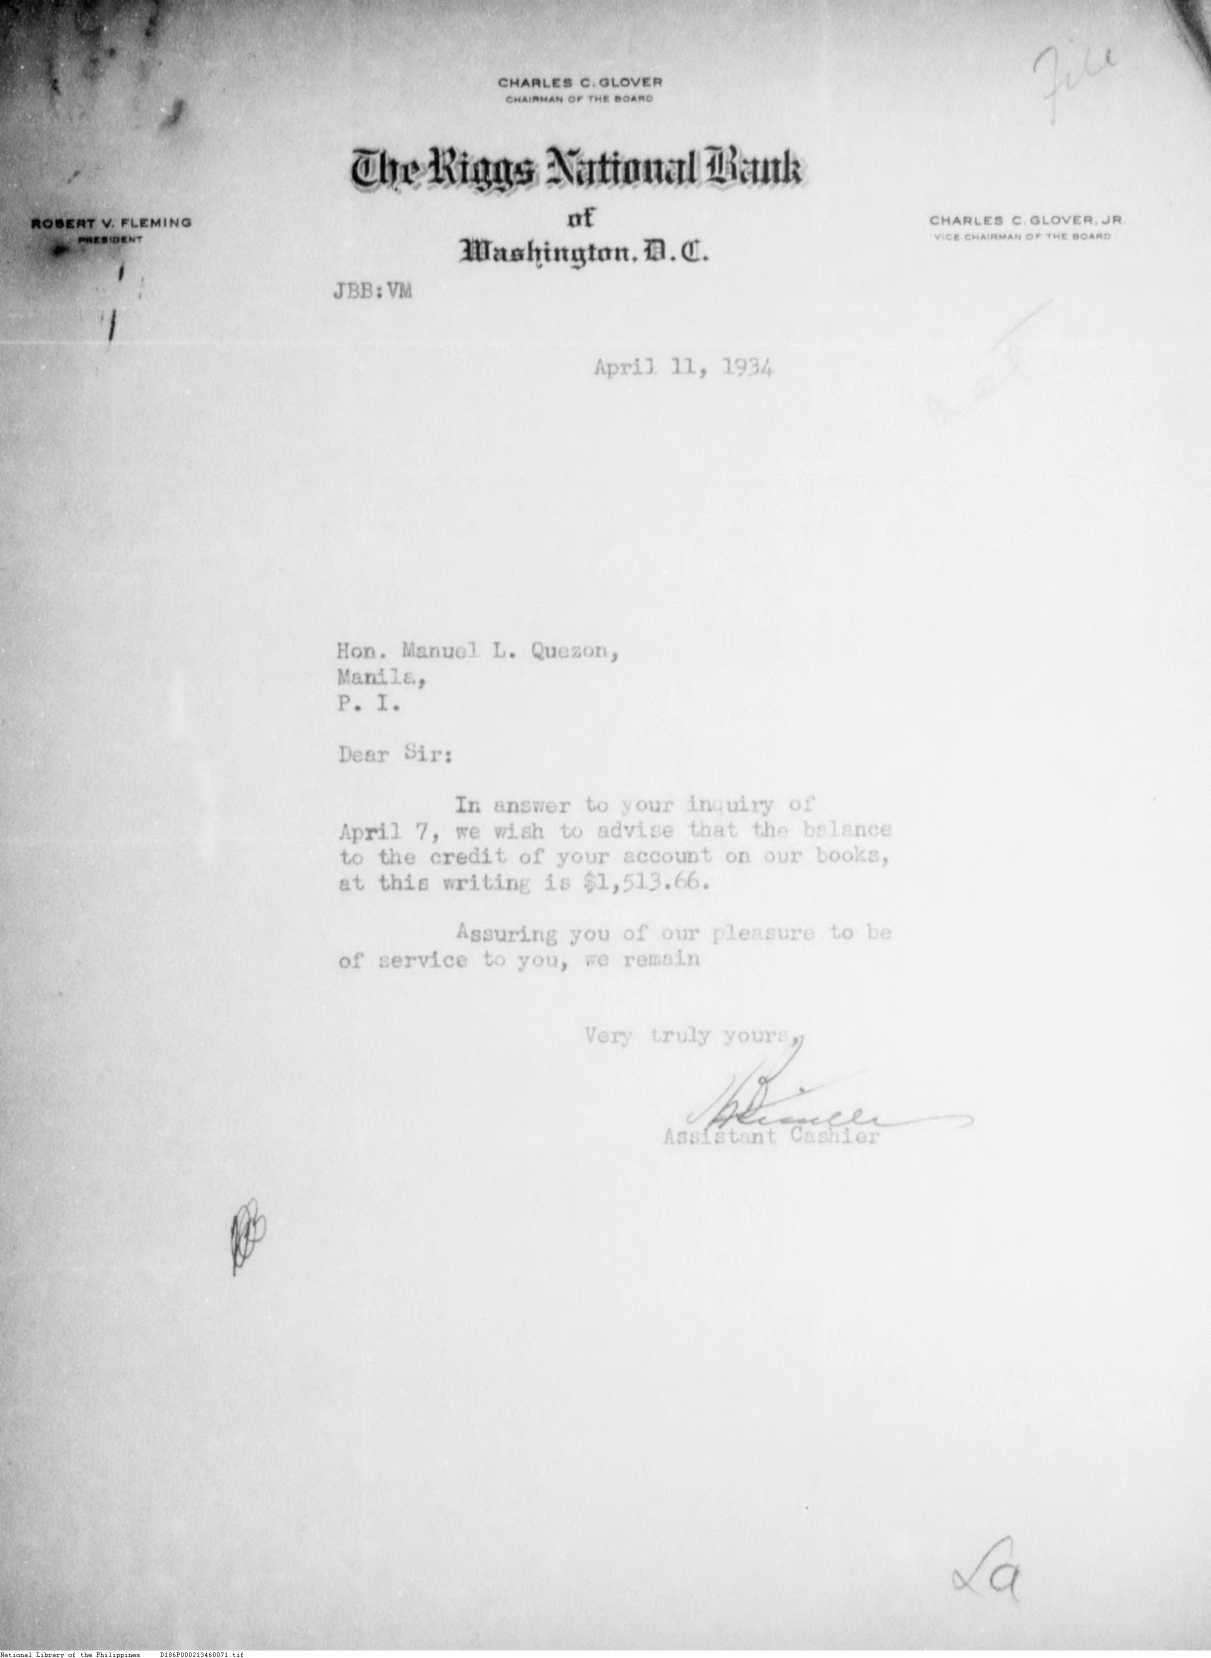 File
CHARLES C. GLOVER
CHAIRMAN OF THE BOARD
The Riggs National Bank
of
Washington, D.C.
ROBERT V. FLEMING
PRESIDENT
CHARLES C. GLOVER, JR.
VICE CHAIRMAN OF THE BOARD
JBB:VM
April 11, 1934
Hon. Manuel L. Quezon,
Manila,
P. I.
Dear Sir:
In answer to your inquiry of
April 7, we wish to advise that the balance
to the credit of your account on our books,
at this writing is $1,513.66.
Assuring you of our pleasure to be
of service to you, we remain
Very truly yours,
Assistant Cashier
La
National Library of the Philippines D186P000213460071.tif